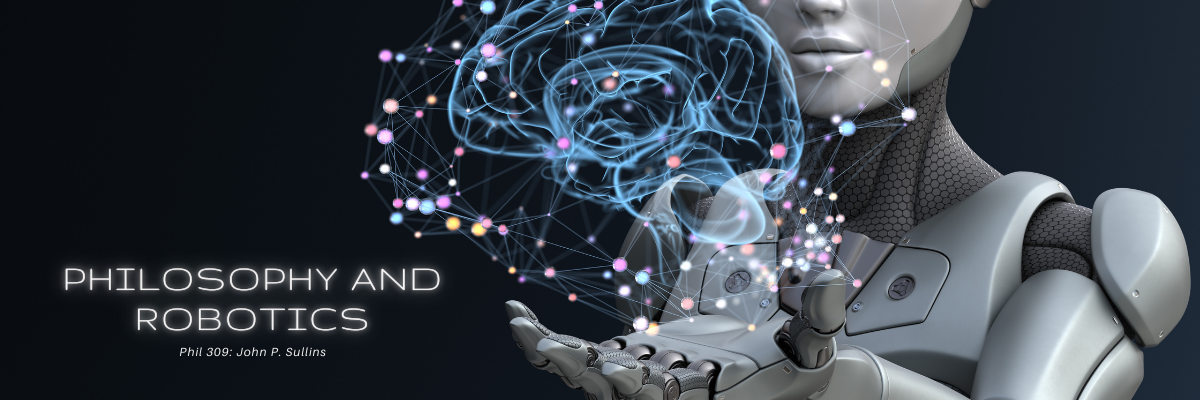 PHILOSOPHY AND
ROBOTICS
Phil 309: John P. Sullins